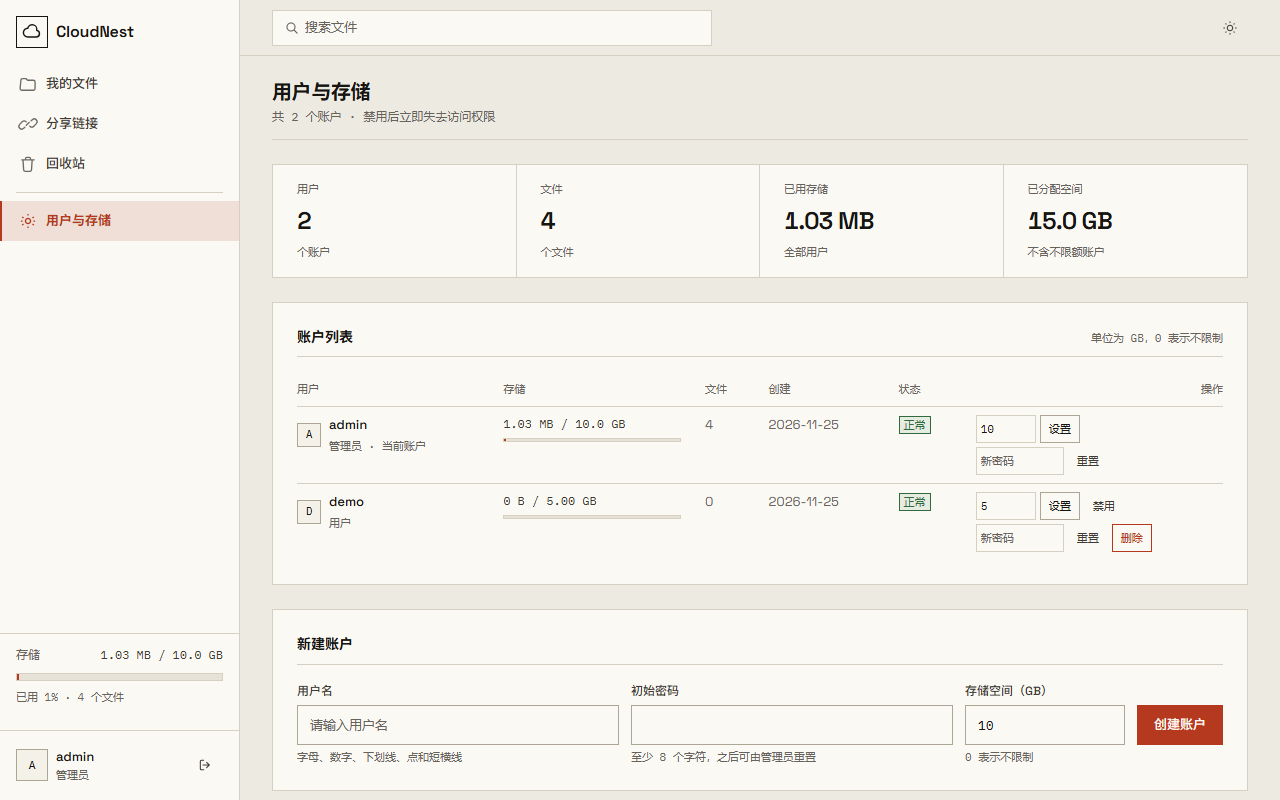 CloudNest
搜索文件
我的文件
分享链接
回收站
用户与存储
用户与存储
共 2 个账户 · 禁用后立即失去访问权限
用户
2
个账户
文件
4
个文件
已用存储
1.03 MB
全部用户
已分配空间
15.0 GB
不含不限额账户
账户列表
单位为 GB，0 表示不限制
用户 存储 文件 创建 状态 操作
A admin 1.03 MB / 10.0 GB 4 2026-11-25 正常 10 设置
管理员 · 当前账户
新密码 重置
D demo 0 B / 5.00 GB 0 2026-11-25 正常 5 设置 禁用
用户
新密码 重置 删除
新建账户
用户名
请输入用户名
字母、数字、下划线、点和短横线
初始密码
至少 8 个字符，之后可由管理员重置
存储空间（GB）
10
0 表示不限制
创建账户
存储 1.03 MB / 10.0 GB
已用 1% · 4 个文件
A admin
管理员